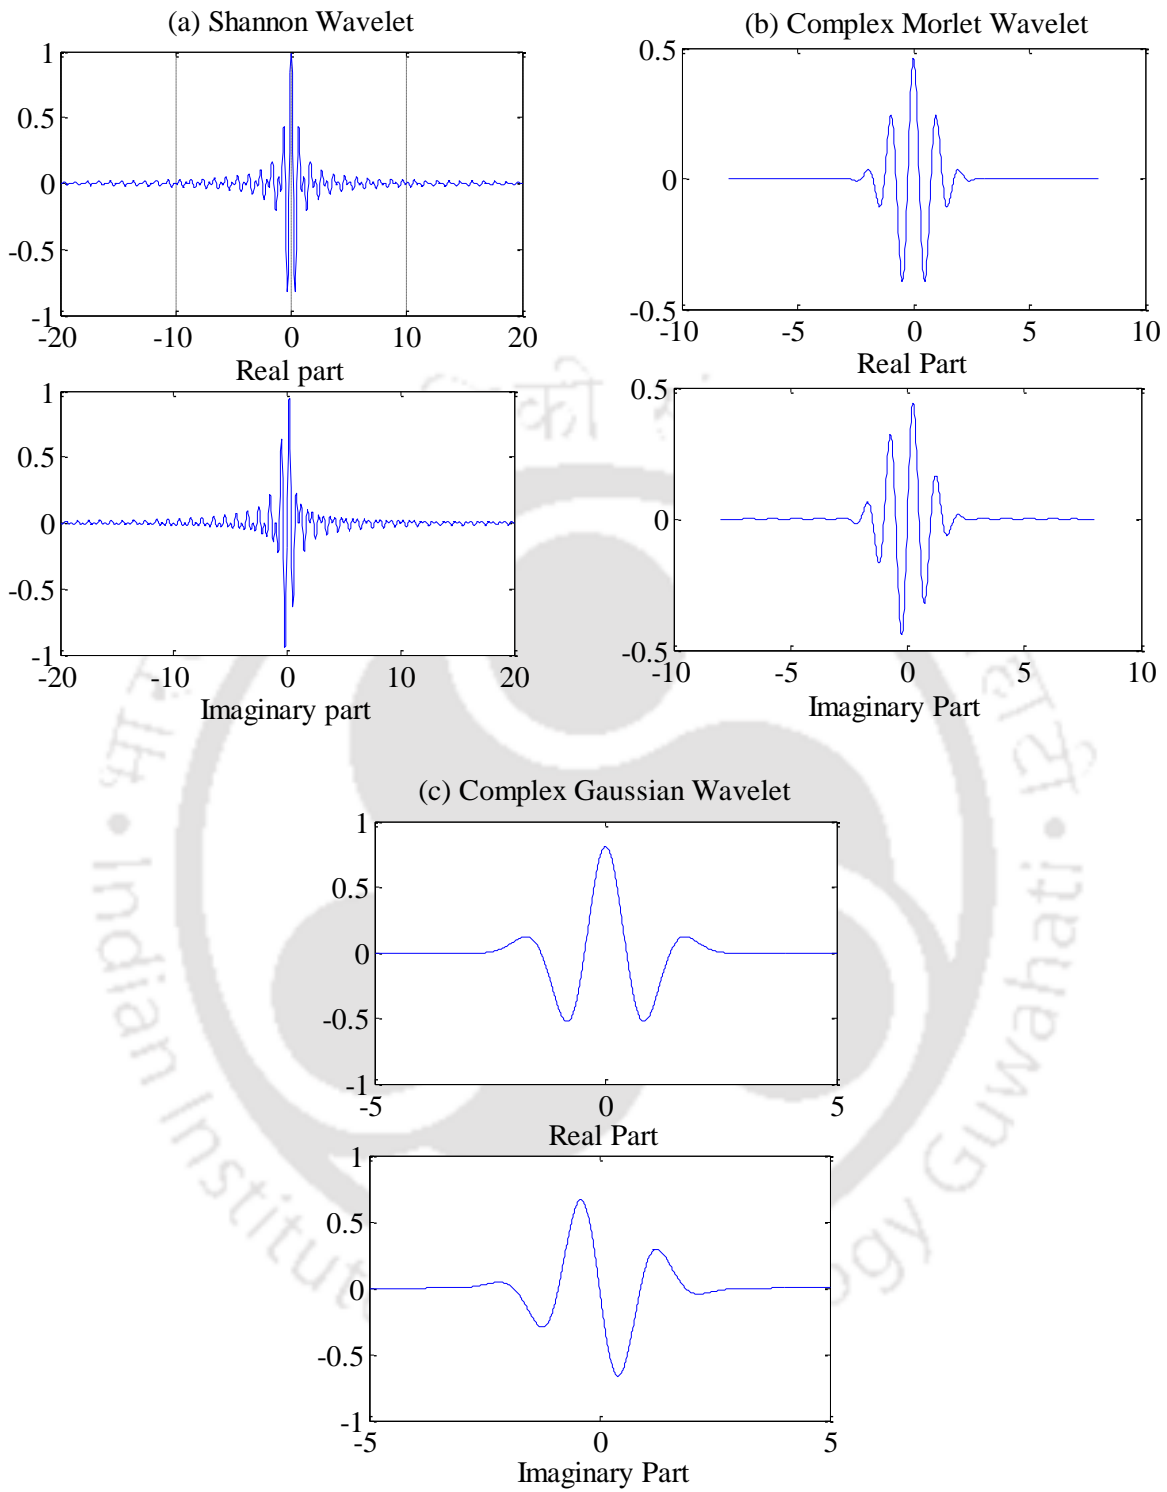 (a) Shannon Wavelet
1
0.5
0
-0.5
-1
-20 -10 0 10 20
Real part
1
0.5
0
-0.5
-1
-20 -10 0 10 20
Imaginary part
(b) Complex Morlet Wavelet
0.5
0
-0.5
-10 -5 0 5 10
Real Part
0.5
0
-0.5
-10 -5 0 5 10
Imaginary Part
(c) Complex Gaussian Wavelet
1
0.5
0
-0.5
-1
-5 0 5
Real Part
1
0.5
0
-0.5
-1
-5 0 5
Imaginary Part
की
Indian Institu ogy Guwahati